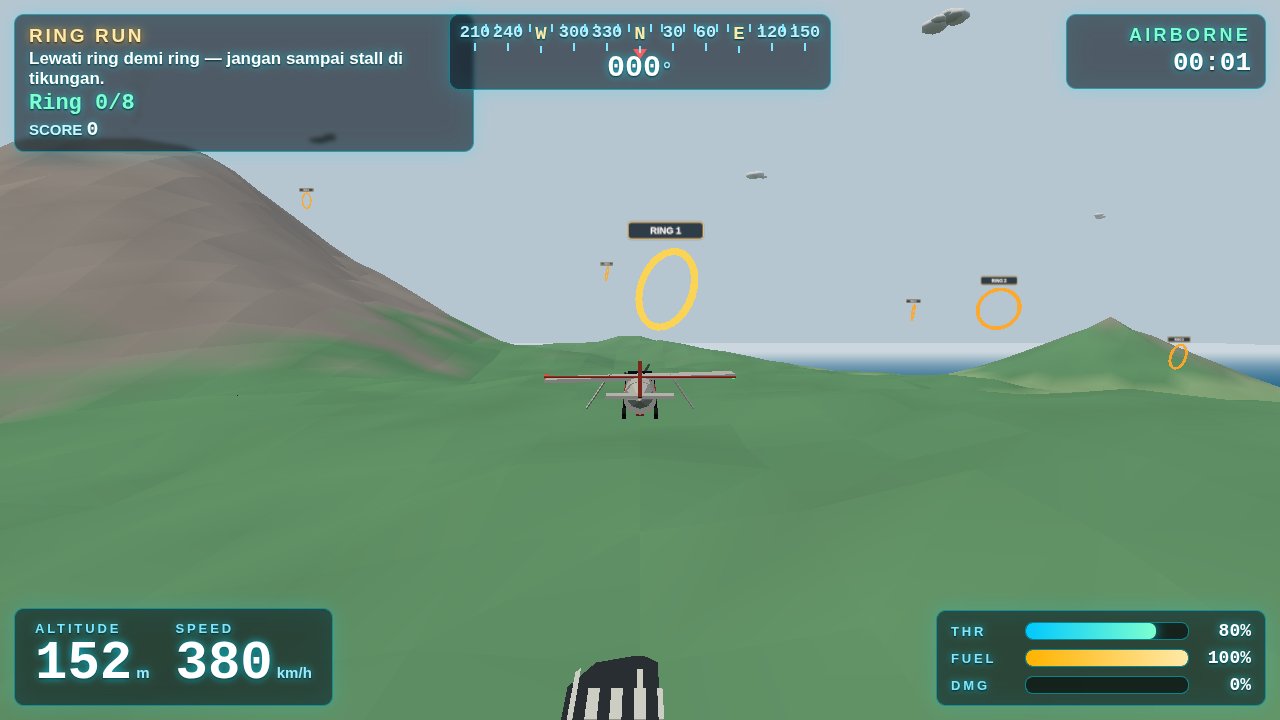 RING RUN
Lewati ring demi ring — jangan sampai stall di
tikungan.
Ring 0/8
SCORE 0
210 240 W 300 330 N 30 60 E 120 150
000°
AIRBORNE
00:01
RING 1
RING 2
ALTITUDE SPEED
152 m 380 km/h
THR 80%
FUEL 100%
DMG 0%